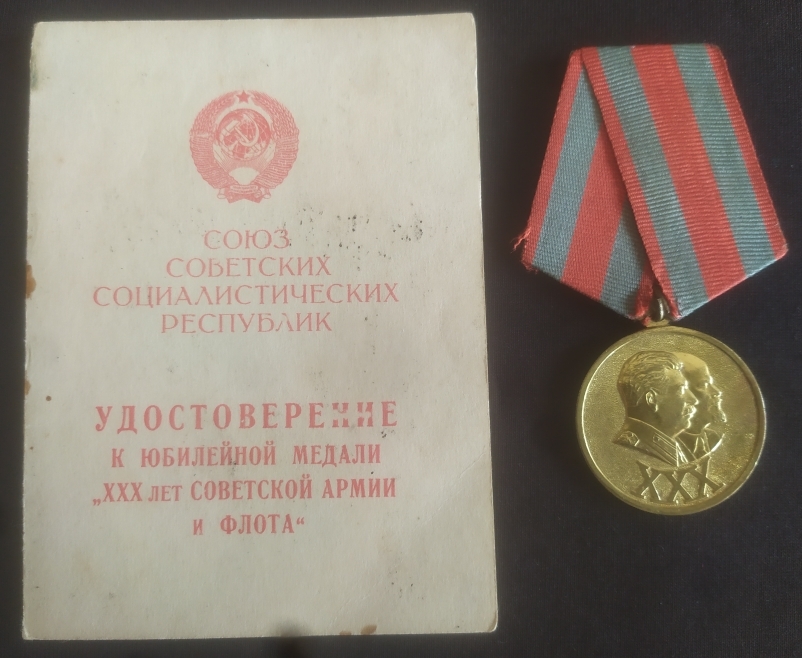 СОЮЗ
СОВЕТСКИХ
СОЦИАЛИСТИЧЕСКИХ
РЕСПУБЛИК
УДОСТОВЕРЕНИЕ
К ЮБИЛЕЙНОЙ МЕДАЛИ
„XXX ЛЕТ СОВЕТСКОЙ АРМИИ
И ФЛОТА“
XXX